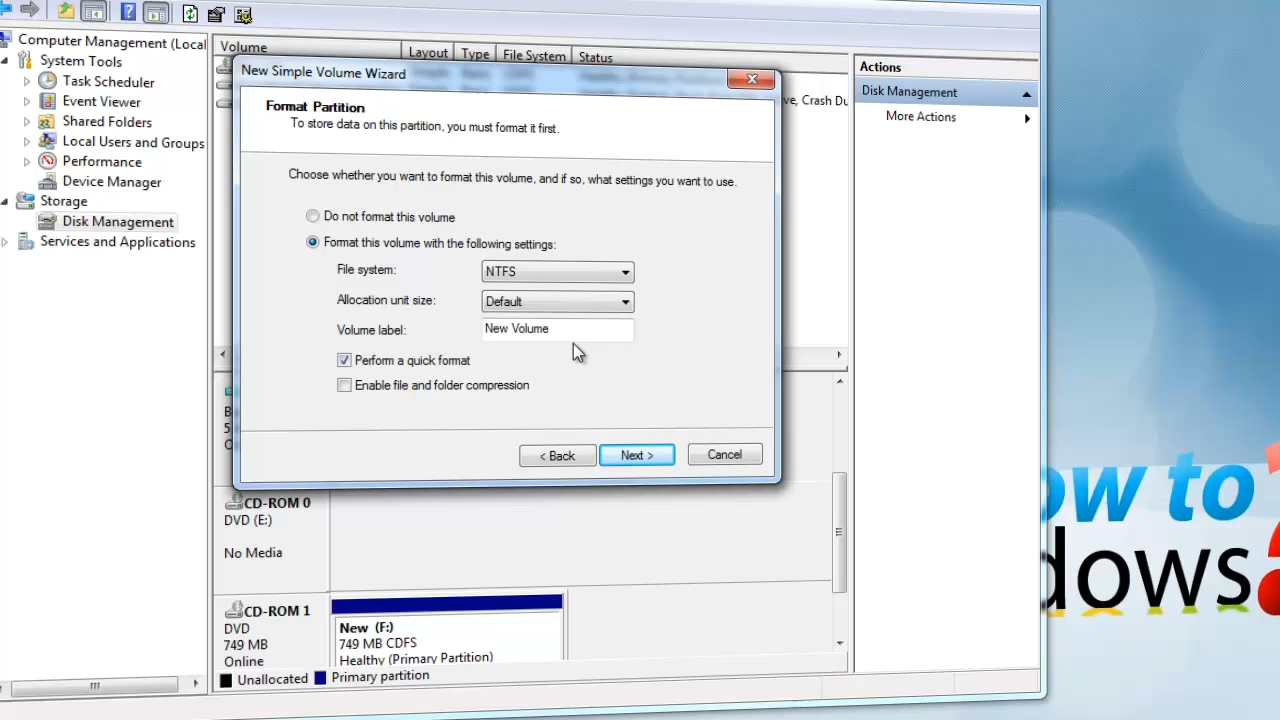 Computer Management (Local
System Tools
Task Scheduler
Event Viewer
Shared Folders
Local Users and Groups
Performance
Device Manager
Storage
Disk Management
Services and Applications
Volume Layout Type File System Status
ve, Crash Du
New Simple Volume Wizard
Format Partition
To store data on this partition, you must format it first.
Choose whether you want to format this volume, and if so, what settings you want to use.
Do not format this volume
Format this volume with the following settings:
File system: NTFS
Allocation unit size: Default
Volume label: New Volume
Perform a quick format
Enable file and folder compression
< Back Next > Cancel
CD-ROM 0
DVD (E:)
No Media
CD-ROM 1
DVD
749 MB
Online
New (F:)
749 MB CDFS
Healthy (Primary Partition)
Unallocated Primary partition
Actions
Disk Management
More Actions
ow to
dows?